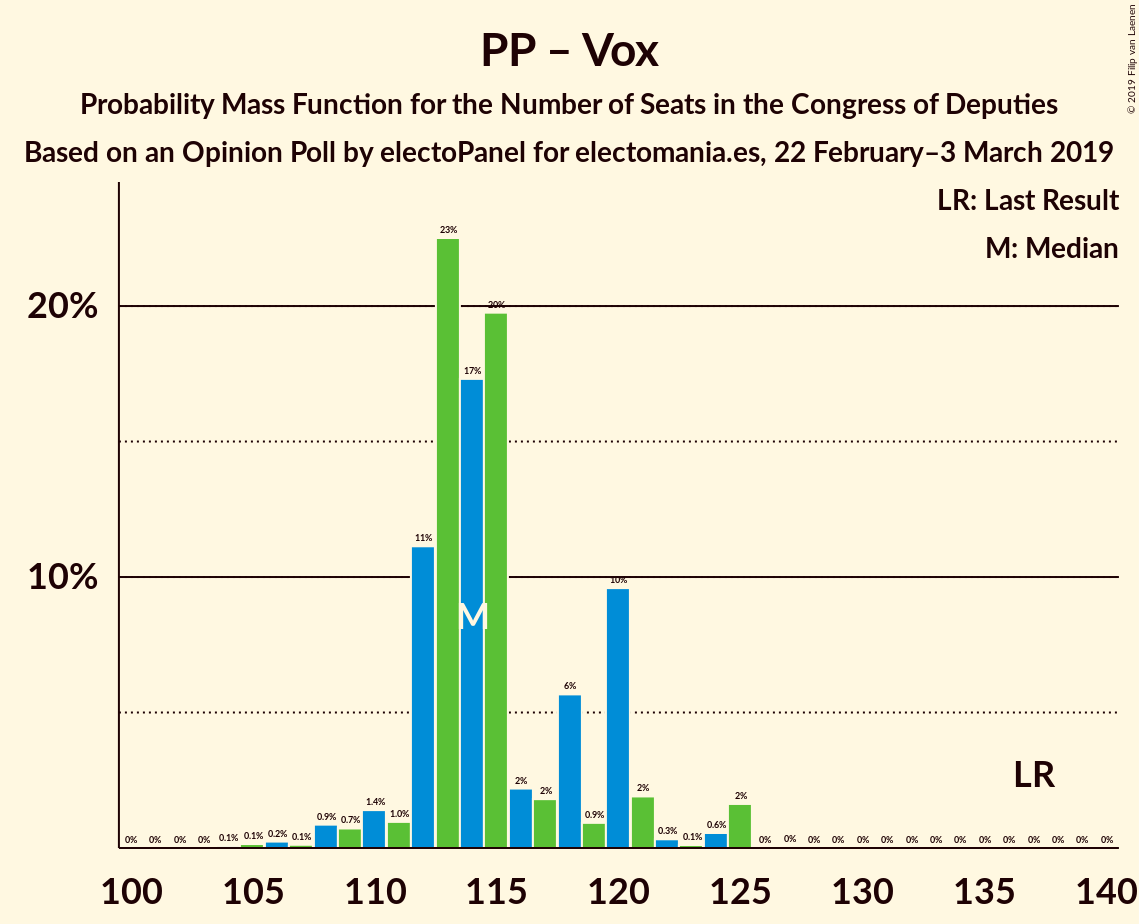 PP – Vox
Probability Mass Function for the Number of Seats in the Congress of Deputies
Based on an Opinion Poll by electoPanel for electomania.es, 22 February–3 March 2019
© 2019 Filip van Laenen
LR: Last Result
M: Median
20%
10%
0% 0% 0% 0% 0.1% 0.1% 0.2% 0.1% 0.9% 0.7% 1.4% 1.0% 11% 23% 17% 20% 2% 2% 6% 0.9% 10% 2% 0.3% 0.1% 0.6% 2% 0% 0% 0% 0% 0% 0% 0% 0% 0% 0% 0% 0% 0% 0% 0%
M
LR
100 105 110 115 120 125 130 135 140